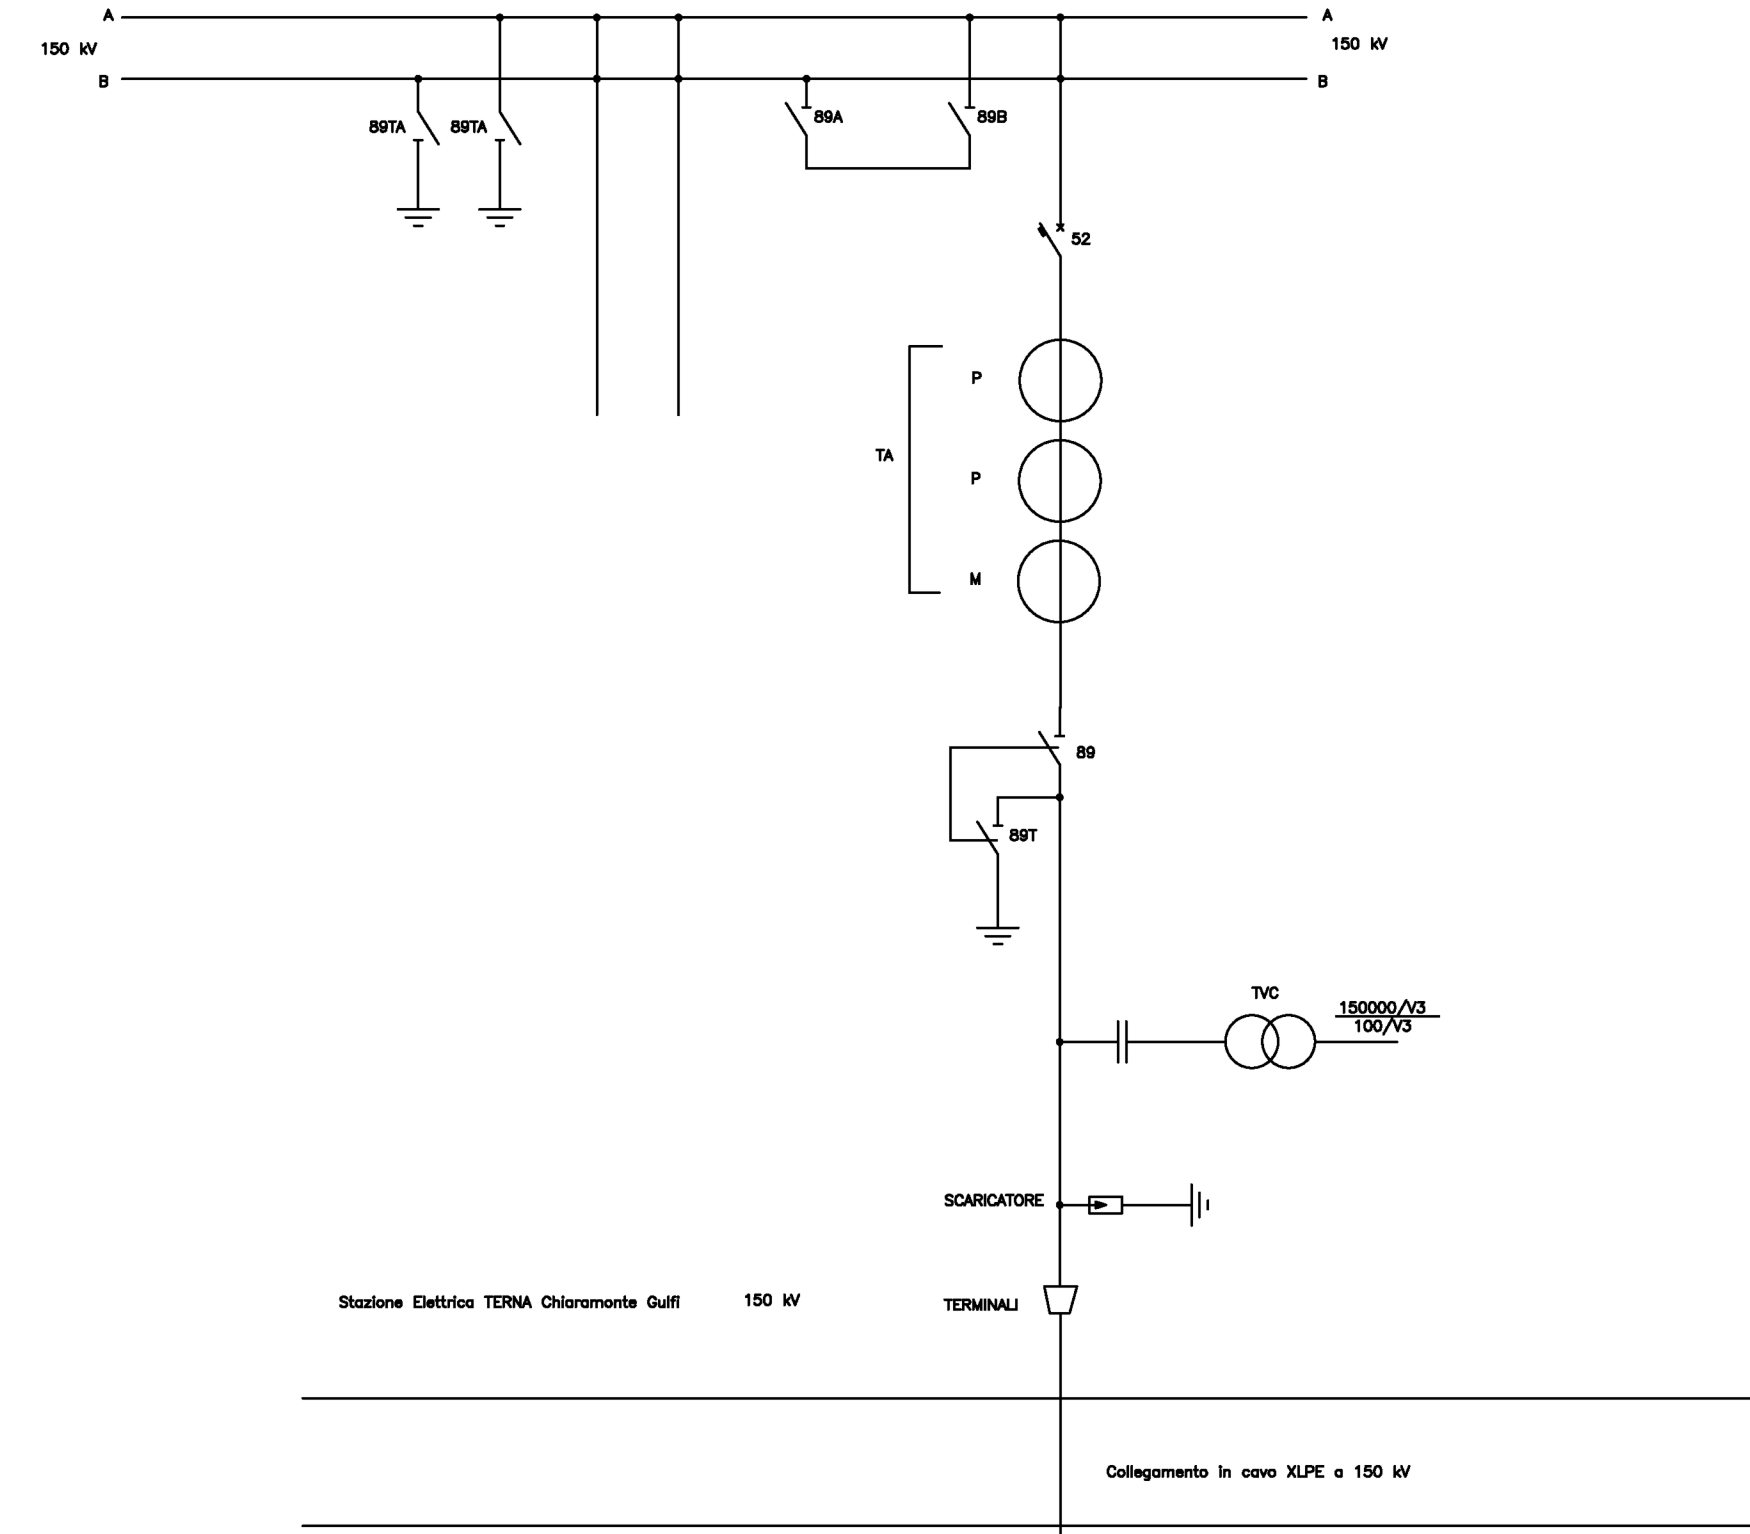 A
A
150 kV
150 kV
B
B
89TA
89TA
89A
89B
52
P
TA
P
M
89
89T
TVC
150000/V3
100/V3
SCARICATORE
Stazione Elettrica TERNA Chiaramonte Gulfi 150 kV
TERMINALI
Collegamento in cavo XLPE a 150 kV